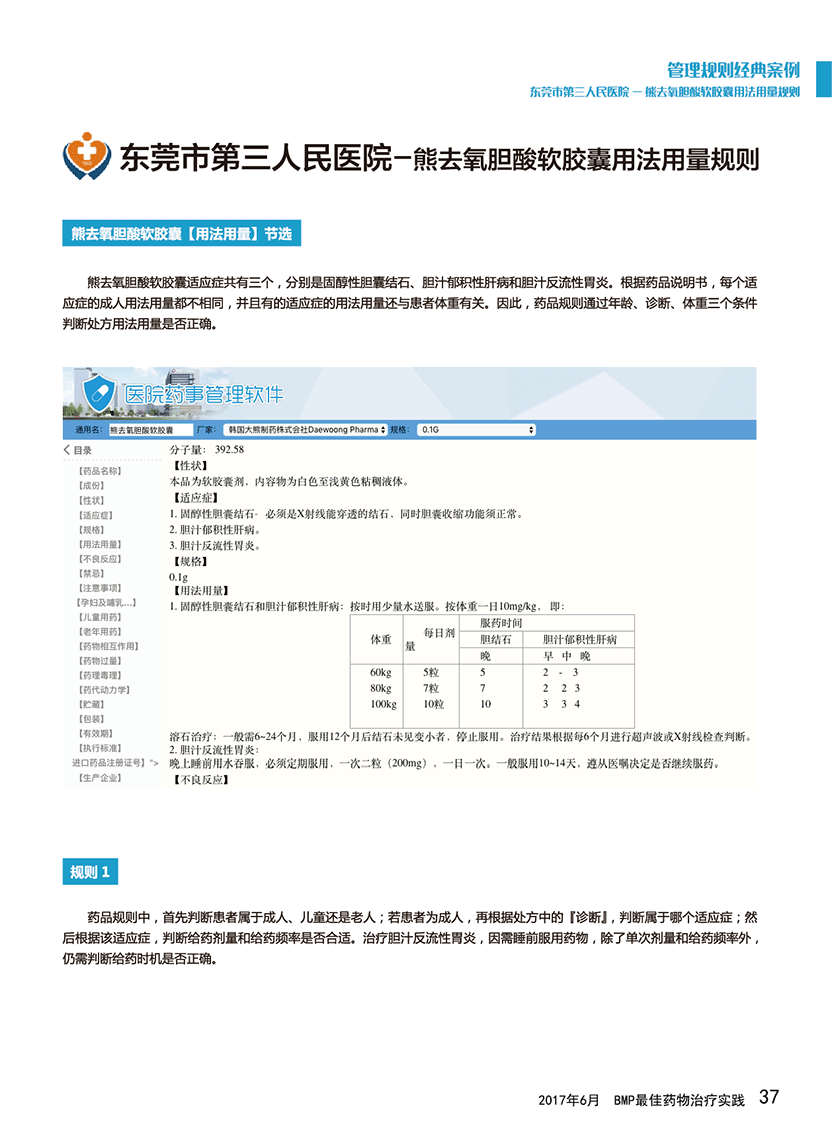 管理规则经典案例
东莞市第三人民医院 — 熊去氧胆酸软胶囊用法用量规则
东莞市第三人民医院—熊去氧胆酸软胶囊用法用量规则
熊去氧胆酸软胶囊【用法用量】节选
熊去氧胆酸软胶囊适应症共有三个，分别是固醇性胆囊结石、胆汁郁积性肝病和胆汁反流性胃炎。根据药品说明书，每个适
应症的成人用法用量都不相同，并且有的适应症的用法用量还与患者体重有关。因此，药品规则通过年龄、诊断、体重三个条件
判断处方用法用量是否正确。
医院药事管理软件
通用名： 熊去氧胆酸软胶囊 厂家： 韩国大熊制药株式会社Daewoong Pharma 规格： 0.1G
目录
【药品名称】
【成份】
【性状】
【适应症】
【规格】
【用法用量】
【不良反应】
【禁忌】
【注意事项】
【孕妇及哺乳...】
【儿童用药】
【老年用药】
【药物相互作用】
【药物过量】
【药理毒理】
【药代动力学】
【贮藏】
【包装】
【有效期】
【执行标准】
进口药品注册证号】">
【生产企业】
分子量： 392.58
【性状】
本品为软胶囊剂，内容物为白色至浅黄色粘稠液体。
【适应症】
1. 固醇性胆囊结石- 必须是X射线能穿透的结石，同时胆囊收缩功能须正常。
2. 胆汁郁积性肝病。
3. 胆汁反流性胃炎。
【规格】
0.1g
【用法用量】
1. 固醇性胆囊结石和胆汁郁积性肝病：按时用少量水送服。按体重一日10mg/kg， 即：
体重 每日剂量 服药时间
胆结石 胆汁郁积性肝病
晚 早 中 晚
60kg 5粒 5 2 - 3
80kg 7粒 7 2 2 3
100kg 10粒 10 3 3 4
溶石治疗：一般需6~24个月，服用12个月后结石未见变小者，停止服用。治疗结果根据每6个月进行超声波或X射线检查判断。
2. 胆汁反流性胃炎：
晚上睡前用水吞服，必须定期服用，一次二粒（200mg），一日一次。一般服用10~14天，遵从医嘱决定是否继续服药。
【不良反应】
规则 1
药品规则中，首先判断患者属于成人、儿童还是老人；若患者为成人，再根据处方中的『诊断』，判断属于哪个适应症；然
后根据该适应症，判断给药剂量和给药频率是否合适。治疗胆汁反流性胃炎，因需睡前服用药物，除了单次剂量和给药频率外，
仍需判断给药时机是否正确。
2017年6月 BMP最佳药物治疗实践 37